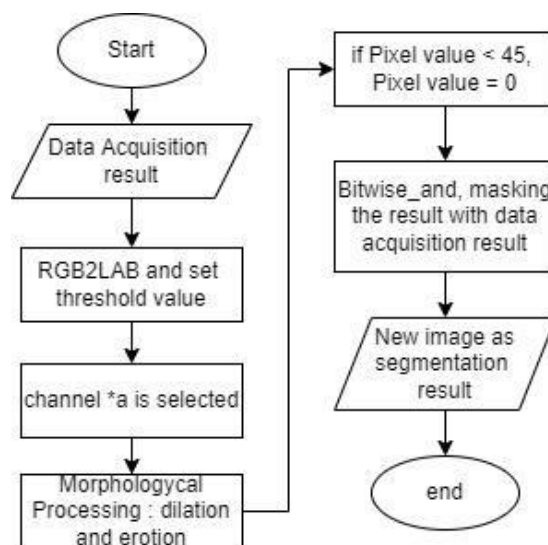 Start
Data Acquisition
result
RGB2LAB and set
threshold value
channel *a is selected
Morphologycal
Processing : dilation
and erotion
if Pixel value < 45,
Pixel value = 0
Bitwise_and, masking
the result with data
acquisition result
New image as
segmentation
result
end